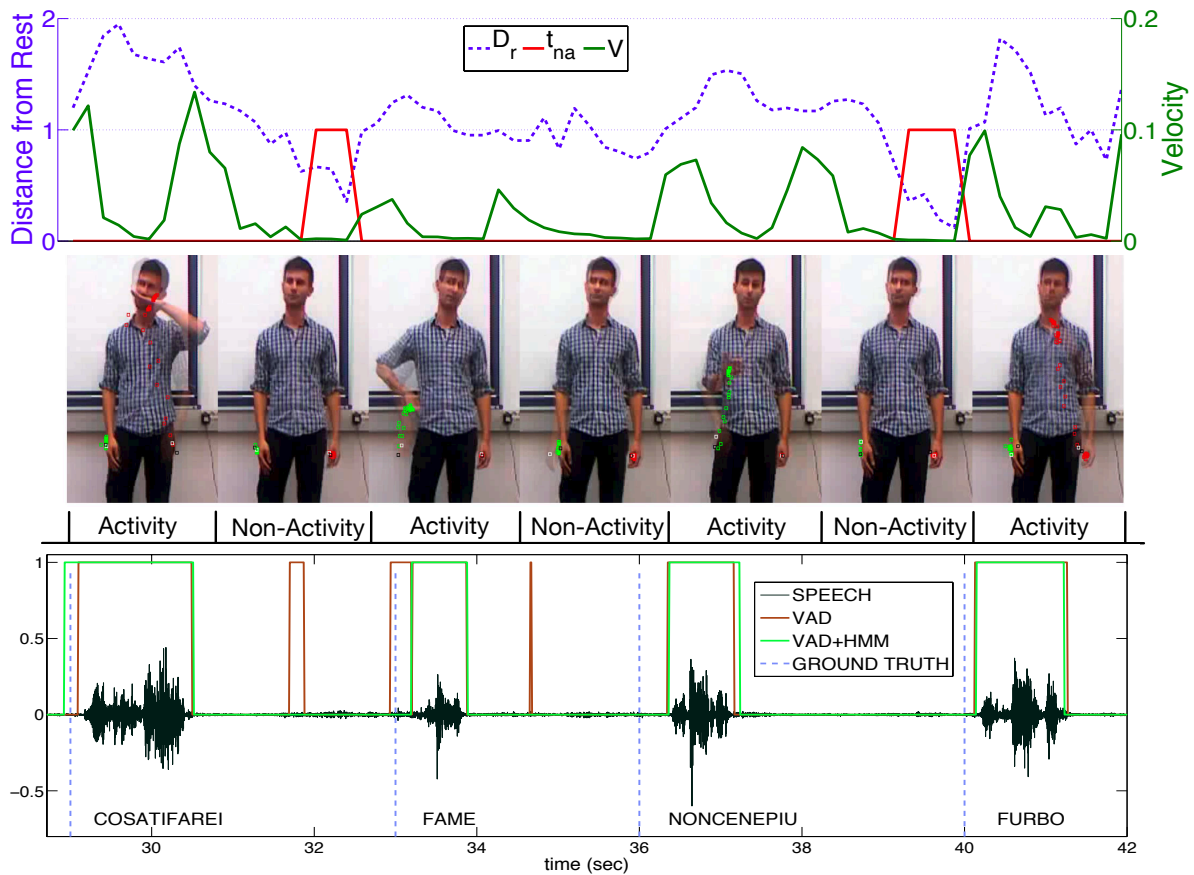 2
0.2
D_r t_na V
Distance from Rest
1
0.1
Velocity
0
0
Activity Non-Activity Activity Non-Activity Activity Non-Activity Activity
1
SPEECH
VAD
VAD+HMM
GROUND TRUTH
0.5
0
−0.5
COSATIFAREI FAME NONCENEPIU FURBO
30 32 34 36 38 40 42
time (sec)